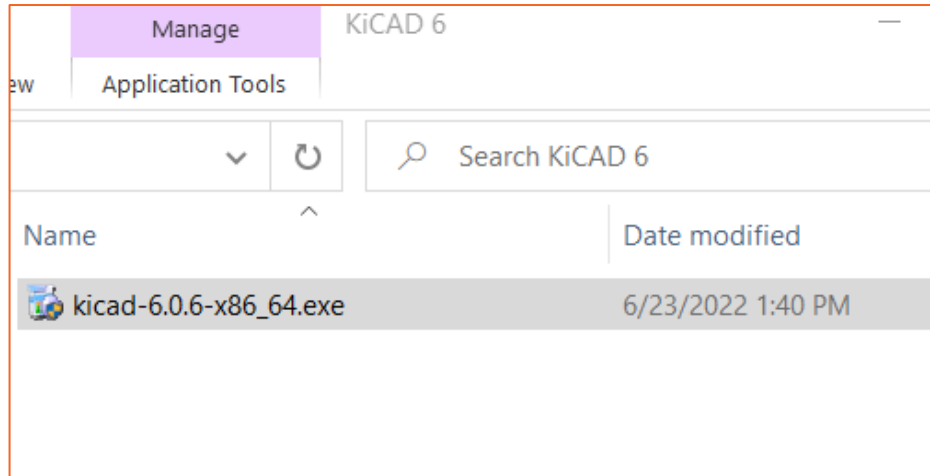 Manage KiCAD 6
ew Application Tools
Search KiCAD 6
Name Date modified
kicad-6.0.6-x86_64.exe 6/23/2022 1:40 PM